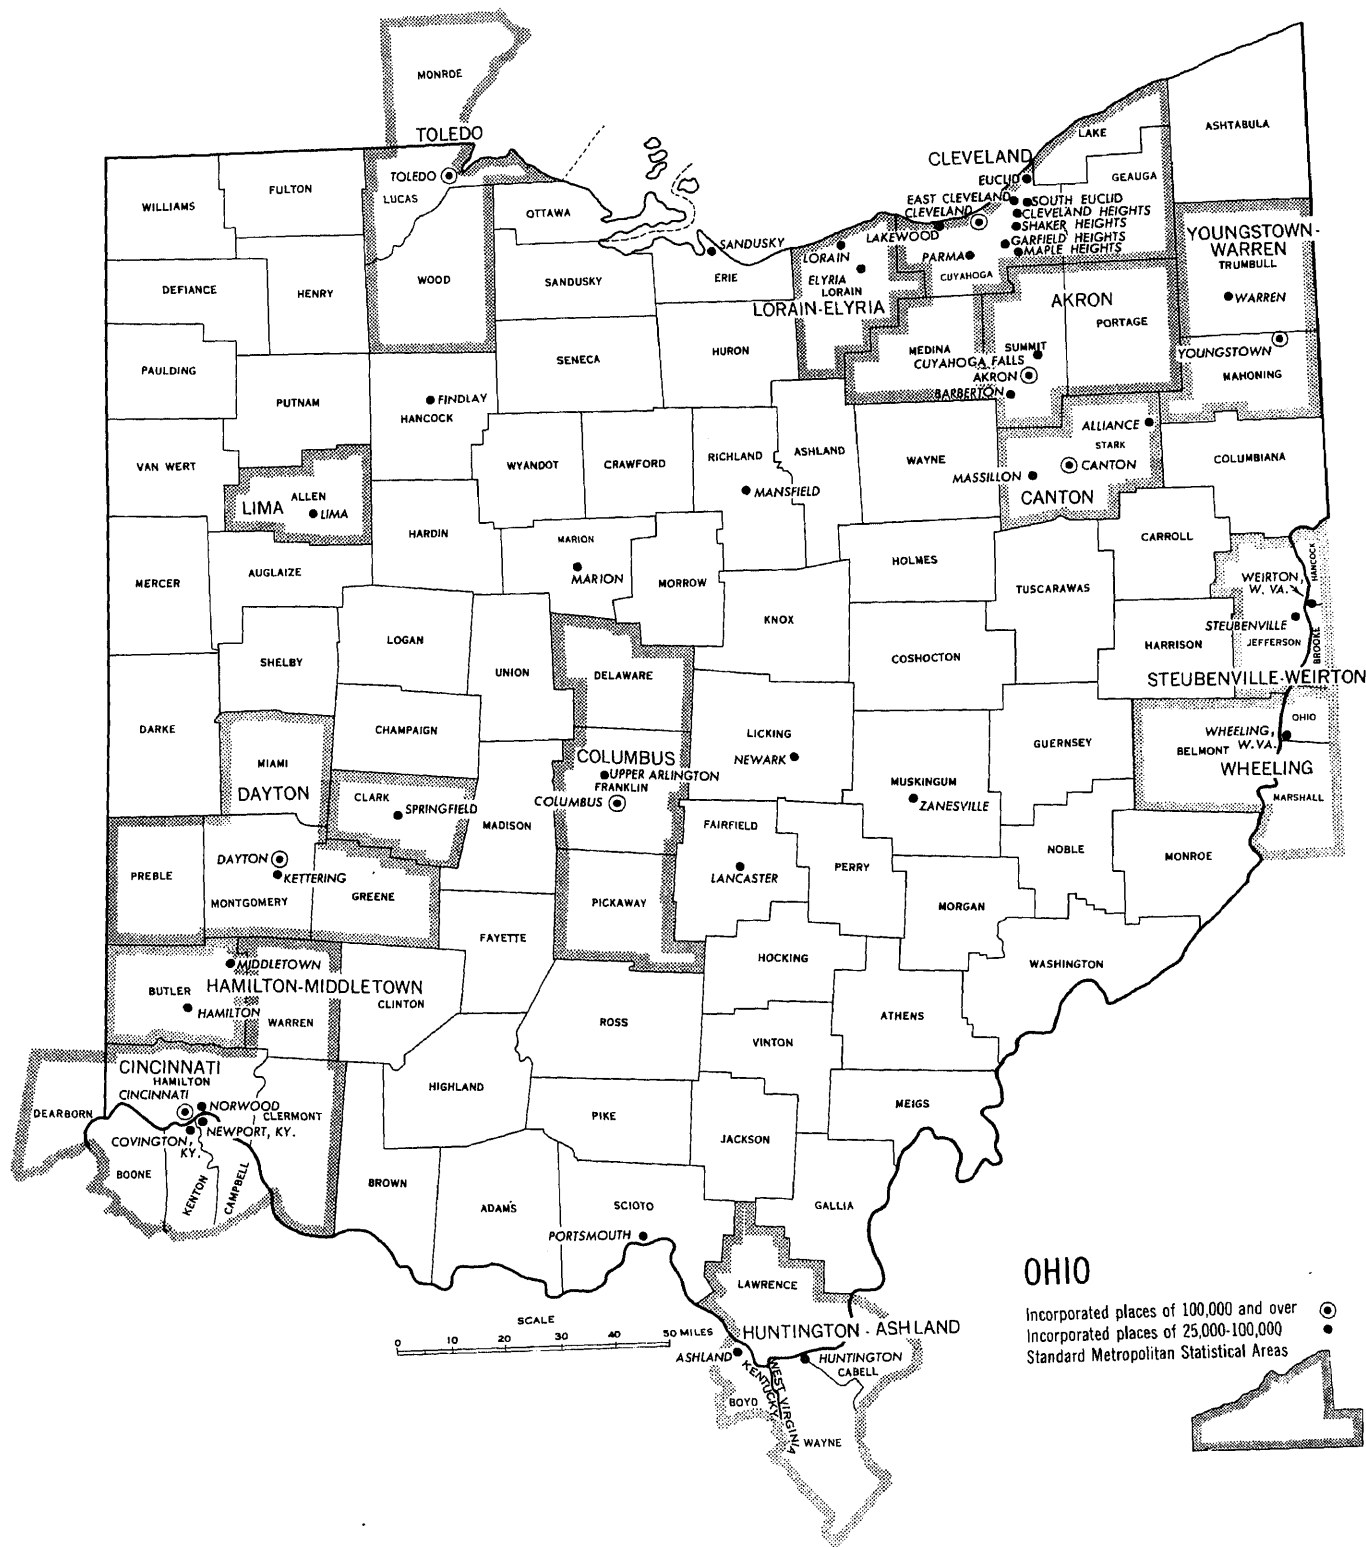 MONROE
TOLEDO
TOLEDO
LUCAS
WILLIAMS
FULTON
OTTAWA
DEFIANCE
HENRY
WOOD
SANDUSKY
SANDUSKY
ERIE
CLEVELAND
LAKE
ASHTABULA
GEAUGA
EUCLID
EAST CLEVELAND
SOUTH EUCLID
CLEVELAND
CLEVELAND HEIGHTS
SHAKER HEIGHTS
LAKEWOOD
GARFIELD HEIGHTS
MAPLE HEIGHTS
PARMA
CUYAHOGA
LORAIN
ELYRIA
LORAIN
LORAIN-ELYRIA
YOUNGSTOWN-
WARREN
TRUMBULL
WARREN
AKRON
PORTAGE
SUMMIT
MEDINA
CUYAHOGA FALLS
AKRON
BARBERTON
YOUNGSTOWN
MAHONING
PAULDING
PUTNAM
FINDLAY
HANCOCK
SENECA
HURON
VAN WERT
LIMA
ALLEN
LIMA
WYANDOT
CRAWFORD
RICHLAND
MANSFIELD
ASHLAND
WAYNE
ALLIANCE
STARK
MASSILLON
CANTON
CANTON
COLUMBIANA
MERCER
AUGLAIZE
HARDIN
MARION
MARION
MORROW
HOLMES
TUSCARAWAS
CARROLL
HANCOCK
WEIRTON,
W. VA.
STEUBENVILLE
JEFFERSON
BROOKE
STEUBENVILLE-WEIRTON
KNOX
COSHOCTON
HARRISON
SHELBY
LOGAN
UNION
DELAWARE
DARKE
CHAMPAIGN
LICKING
NEWARK
GUERNSEY
OHIO
WHEELING,
W.VA.
BELMONT
WHEELING
MARSHALL
MIAMI
DAYTON
CLARK
SPRINGFIELD
MADISON
COLUMBUS
UPPER ARLINGTON
FRANKLIN
COLUMBUS
MUSKINGUM
ZANESVILLE
FAIRFIELD
LANCASTER
PERRY
NOBLE
MONROE
PREBLE
DAYTON
KETTERING
MONTGOMERY
GREENE
PICKAWAY
MORGAN
FAYETTE
HOCKING
WASHINGTON
MIDDLETOWN
BUTLER
HAMILTON-MIDDLETOWN
HAMILTON
WARREN
CLINTON
ROSS
ATHENS
VINTON
CINCINNATI
HAMILTON
CINCINNATI
NORWOOD
NEWPORT, KY.
CLERMONT
DEARBORN
COVINGTON,
KY.
BOONE
KENTON
CAMPBELL
HIGHLAND
PIKE
JACKSON
MEIGS
BROWN
ADAMS
SCIOTO
PORTSMOUTH
GALLIA
LAWRENCE
HUNTINGTON - ASHLAND
ASHLAND
HUNTINGTON
CABELL
KENTUCKY
WEST VIRGINIA
BOYD
WAYNE
SCALE
0 10 20 30 40 50 MILES
OHIO
Incorporated places of 100,000 and over
Incorporated places of 25,000-100,000
Standard Metropolitan Statistical Areas